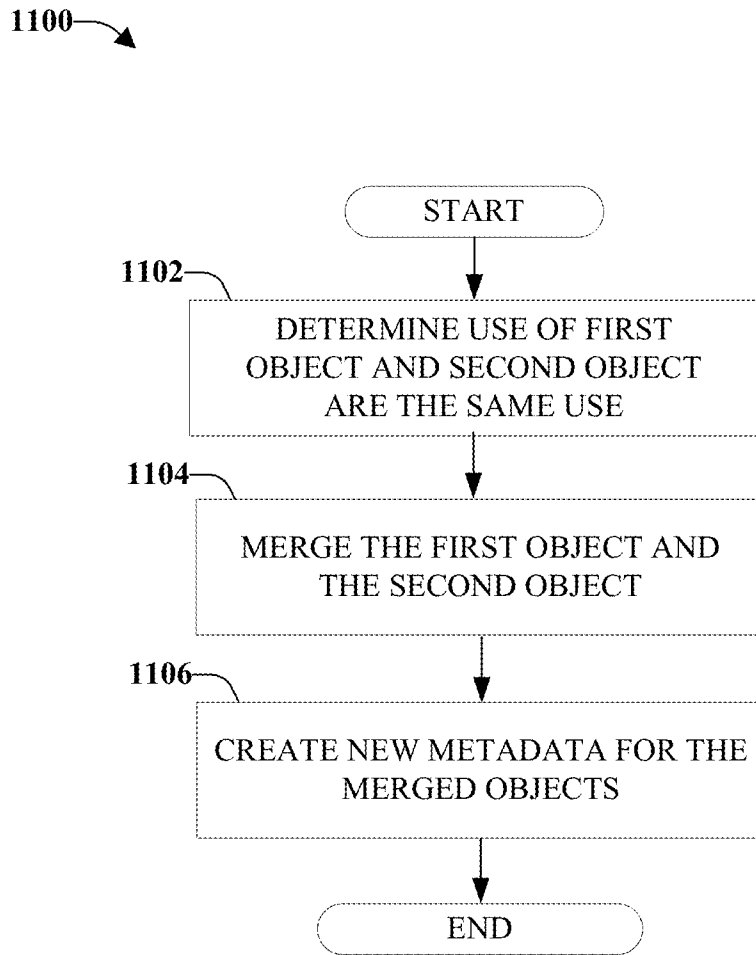 1100
START
1102
DETERMINE USE OF FIRST
OBJECT AND SECOND OBJECT
ARE THE SAME USE
1104
MERGE THE FIRST OBJECT AND
THE SECOND OBJECT
1106
CREATE NEW METADATA FOR THE
MERGED OBJECTS
END